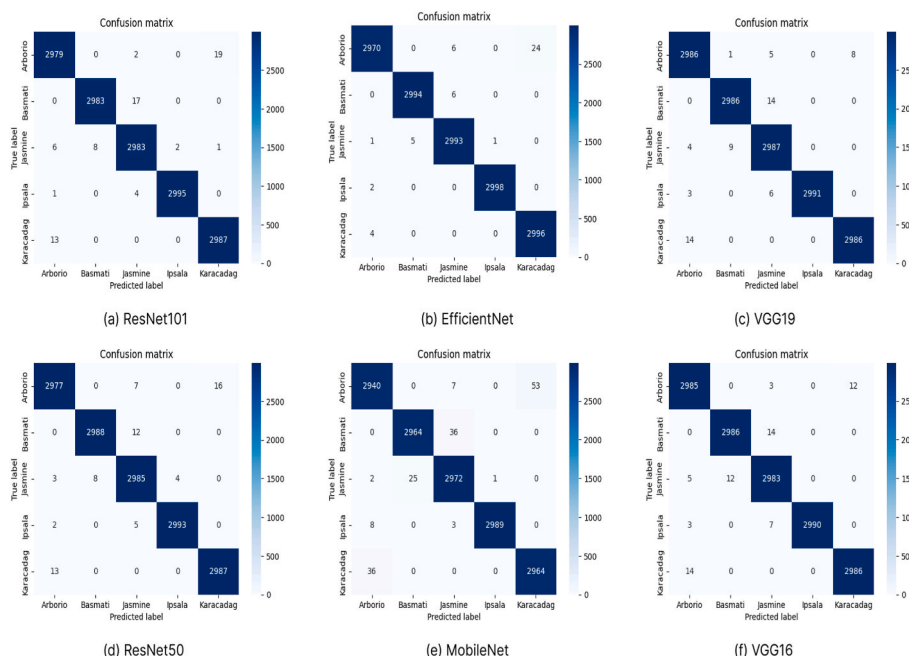 Confusion matrix
Arborio 2979 0 2 0 19
Basmati 0 2983 17 0 0
Jasmine 6 8 2983 2 1
Ipsala 1 0 4 2995 0
Karacadag 13 0 0 0 2987
True label
Arborio Basmati Jasmine Ipsala Karacadag
Predicted label
2500
2000
1500
1000
500
0
(a) ResNet101
Confusion matrix
Arborio 2970 0 6 0 24
Basmati 0 2994 6 0 0
Jasmine 1 5 2993 1 0
Ipsala 2 0 0 2998 0
Karacadag 4 0 0 0 2996
True label
Arborio Basmati Jasmine Ipsala Karacadag
Predicted label
2500
2000
1500
1000
500
0
(b) EfficientNet
Confusion matrix
Arborio 2986 1 5 0 8
Basmati 0 2986 14 0 0
Jasmine 4 9 2987 0 0
Ipsala 3 0 6 2991 0
Karacadag 14 0 0 0 2986
True label
Arborio Basmati Jasmine Ipsala Karacadag
Predicted label
250
200
150
100
500
0
(c) VGG19
Confusion matrix
Arborio 2977 0 7 0 16
Basmati 0 2988 12 0 0
Jasmine 3 8 2985 4 0
Ipsala 2 0 5 2993 0
Karacadag 13 0 0 0 2987
True label
Arborio Basmati Jasmine Ipsala Karacadag
Predicted label
2500
2000
1500
1000
500
0
(d) ResNet50
Confusion matrix
Arborio 2940 0 7 0 53
Basmati 0 2964 36 0 0
Jasmine 2 25 2972 1 0
Ipsala 8 0 3 2989 0
Karacadag 36 0 0 0 2964
True label
Arborio Basmati Jasmine Ipsala Karacadag
Predicted label
2500
2000
1500
1000
500
0
(e) MobileNet
Confusion matrix
Arborio 2985 0 3 0 12
Basmati 0 2986 14 0 0
Jasmine 5 12 2983 0 0
Ipsala 3 0 7 2990 0
Karacadag 14 0 0 0 2986
True label
Arborio Basmati Jasmine Ipsala Karacadag
Predicted label
2500
2000
1500
1000
500
0
(f) VGG16